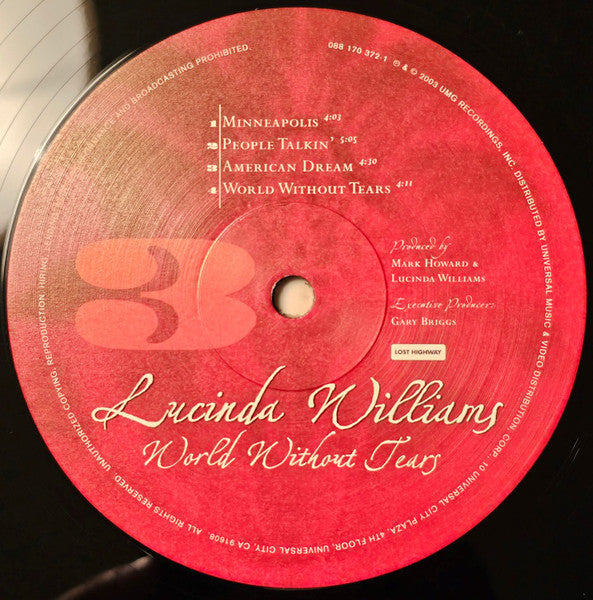 088 170 372-1 ℗ & © 2003 UMG RECORDINGS, INC. DISTRIBUTED BY UNIVERSAL MUSIC & VIDEO DISTRIBUTION, CORP. 10 UNIVERSAL CITY PLAZA, 4TH FLOOR, UNIVERSAL CITY, CA 91608. ALL RIGHTS RESERVED. UNAUTHORIZED COPYING, REPRODUCTION, HIRING, LENDING, PUBLIC PERFORMANCE AND BROADCASTING PROHIBITED.
1 MINNEAPOLIS 4:03
2 PEOPLE TALKIN' 5:05
3 AMERICAN DREAM 4:30
4 WORLD WITHOUT TEARS 4:11
3
Produced by
MARK HOWARD &
LUCINDA WILLIAMS
Executive Producer:
GARY BRIGGS
LOST HIGHWAY
Lucinda Williams
World Without Tears